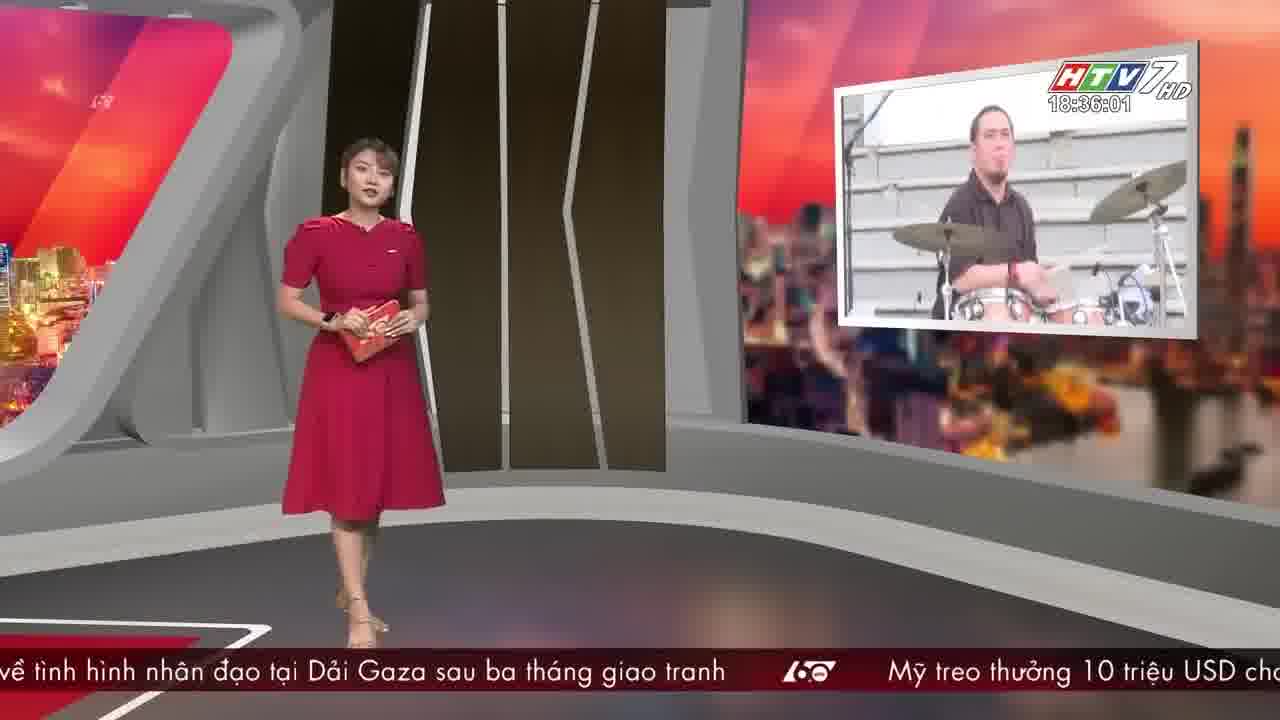 HTV7
HD
18:36:01
về tình hình nhân đạo tại Dải Gaza sau ba tháng giao tranh 60 Mỹ treo thưởng 10 triệu USD cho